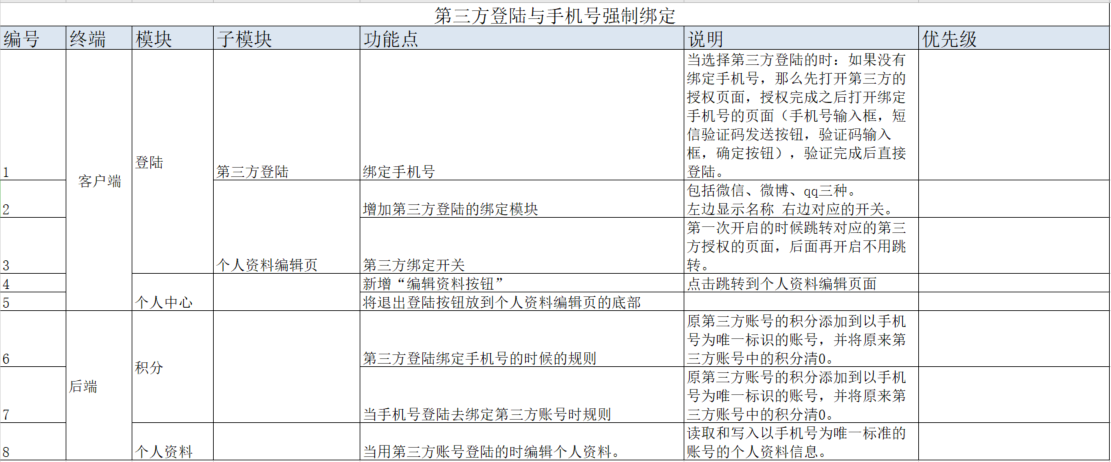 第三方登陆与手机号强制绑定
编号 终端 模块 子模块 功能点 说明 优先级
当选择第三方登陆的时：如果没有
绑定手机号，那么先打开第三方的
授权页面，授权完成之后打开绑定
手机号的页面（手机号输入框，短
信验证码发送按钮，验证码输入
框，确定按钮），验证完成后直接
登陆。
1 客户端 登陆 第三方登陆 绑定手机号
包括微信、微博、qq三种。
左边显示名称 右边对应的开关。
2 增加第三方登陆的绑定模块
第一次开启的时候跳转对应的第三
方授权的页面，后面再开启不用跳
转。
3 个人资料编辑页 第三方绑定开关
4 新增“编辑资料按钮” 点击跳转到个人资料编辑页面
5 个人中心 将退出登陆按钮放到个人资料编辑页的底部
原第三方账号的积分添加到以手机
号为唯一标识的账号，并将原来第
三方账号中的积分清0。
6 后端 积分 第三方登陆绑定手机号的时候的规则
原第三方账号的积分添加到以手机
号为唯一标识的账号，并将原来第
三方账号中的积分清0。
7 当手机号登陆去绑定第三方账号时规则
读取和写入以手机号为唯一标准的
账号的个人资料信息。
8 个人资料 当用第三方账号登陆的时编辑个人资料。